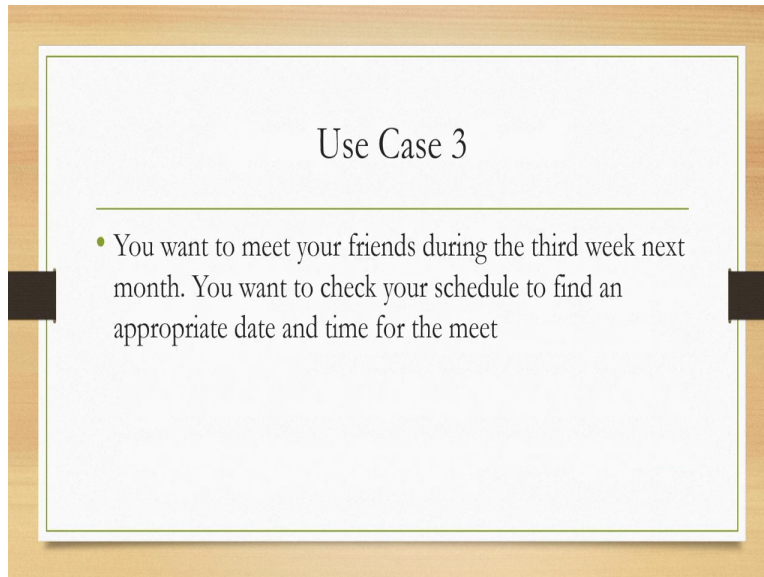 Use Case 3
• You want to meet your friends during the third week next
month. You want to check your schedule to find an
appropriate date and time for the meet